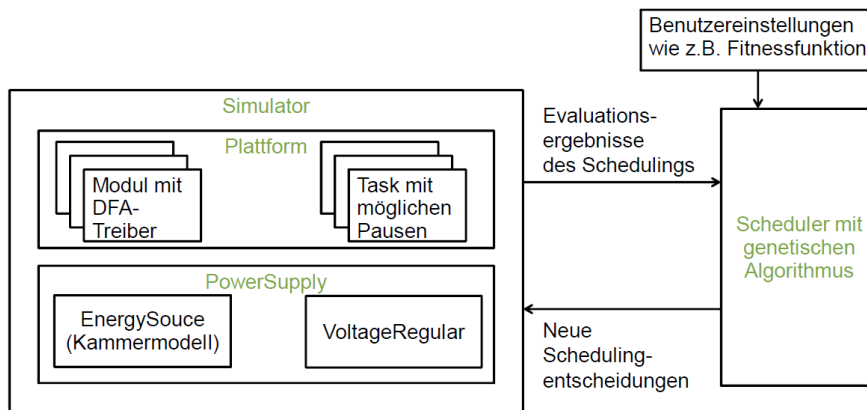 Benutzereinstellungen
wie z.B. Fitnessfunktion
Simulator
Plattform
Modul mit
DFA-
Treiber
Task mit
möglichen
Pausen
PowerSupply
EnergySouce
(Kammermodell)
VoltageRegular
Evaluations-
ergebnisse
des Schedulings
Neue
Scheduling-
entscheidungen
Scheduler mit
genetischen
Algorithmus